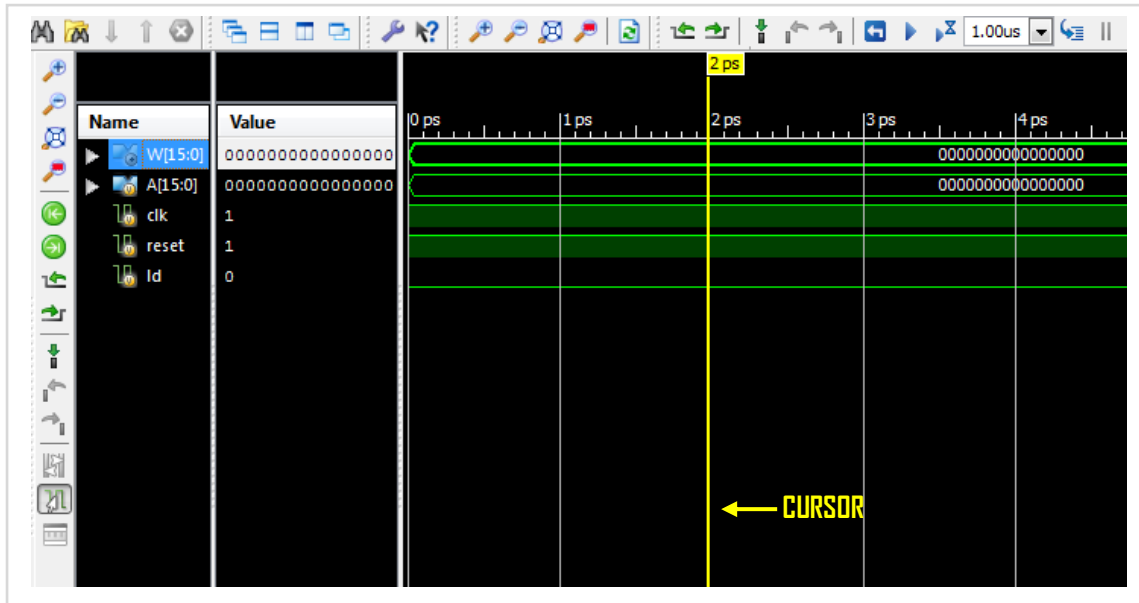 1.00us
2 ps
Name Value 0 ps 1 ps 2 ps 3 ps 4 ps
W[15:0] 0000000000000000 0000000000000000
A[15:0] 0000000000000000 0000000000000000
clk 1
reset 1
ld 0
CURSOR